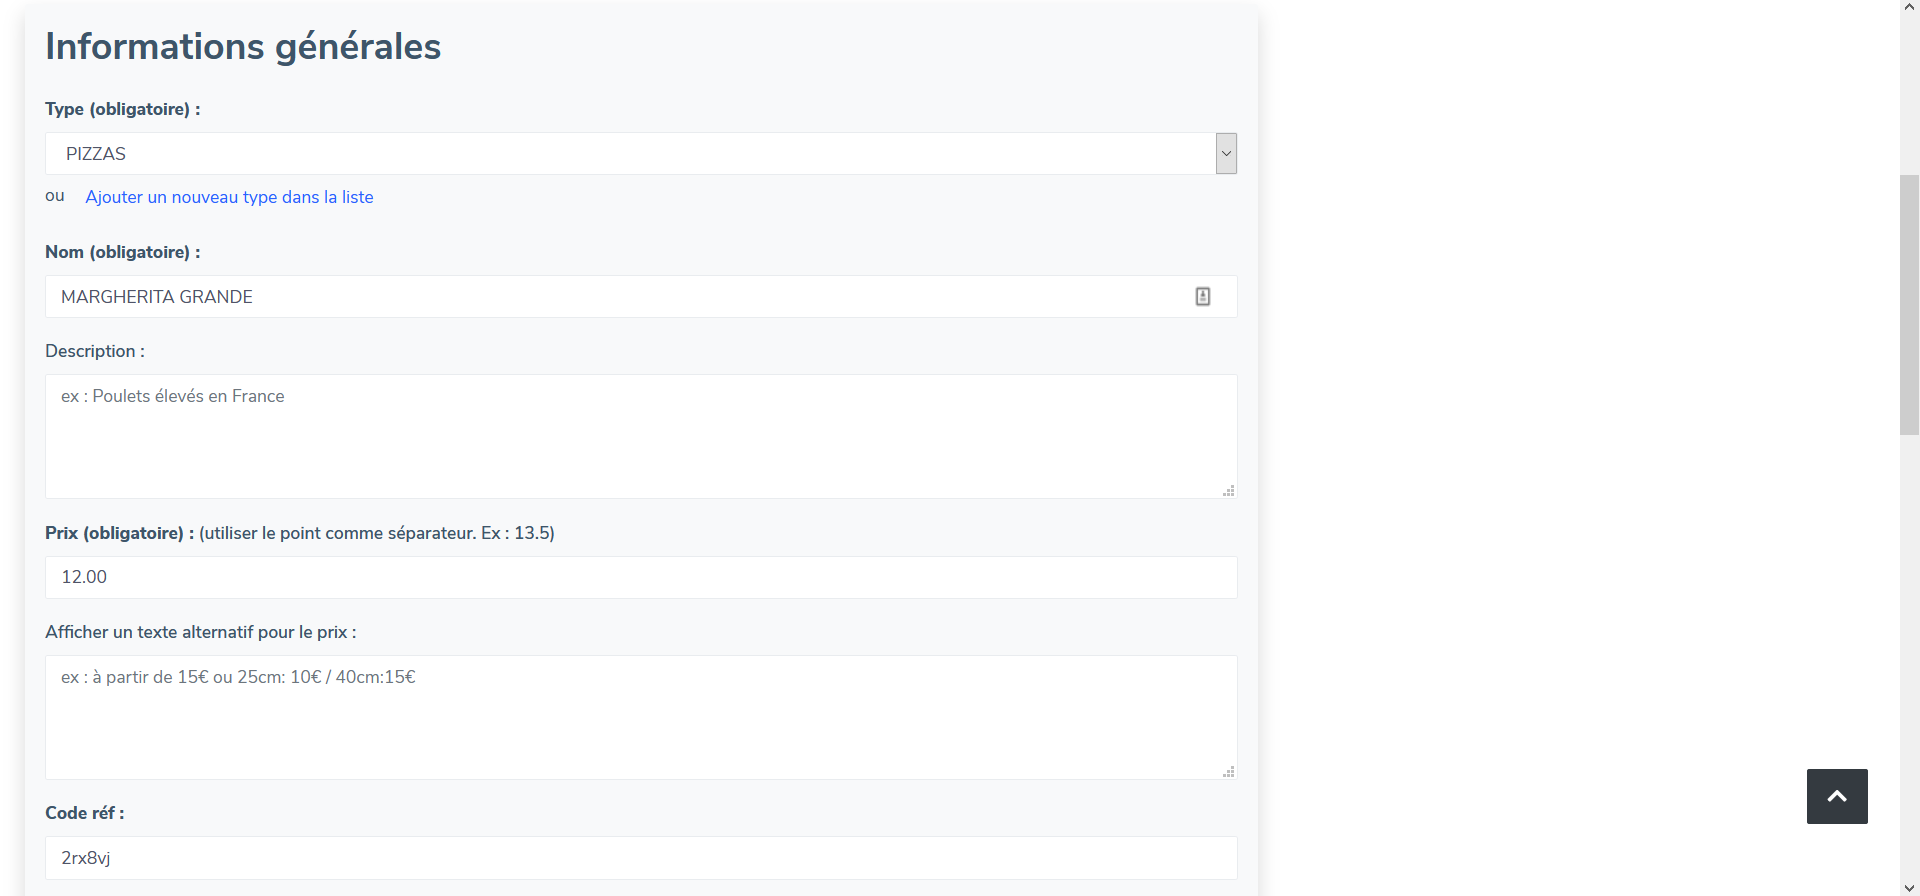 Informations générales
Type (obligatoire) :
PIZZAS
ou Ajouter un nouveau type dans la liste
Nom (obligatoire) :
MARGHERITA GRANDE
Description :
ex : Poulets élevés en France
Prix (obligatoire) : (utiliser le point comme séparateur. Ex : 13.5)
12.00
Afficher un texte alternatif pour le prix :
ex : à partir de 15€ ou 25cm: 10€ / 40cm:15€
Code réf :
2rx8vj